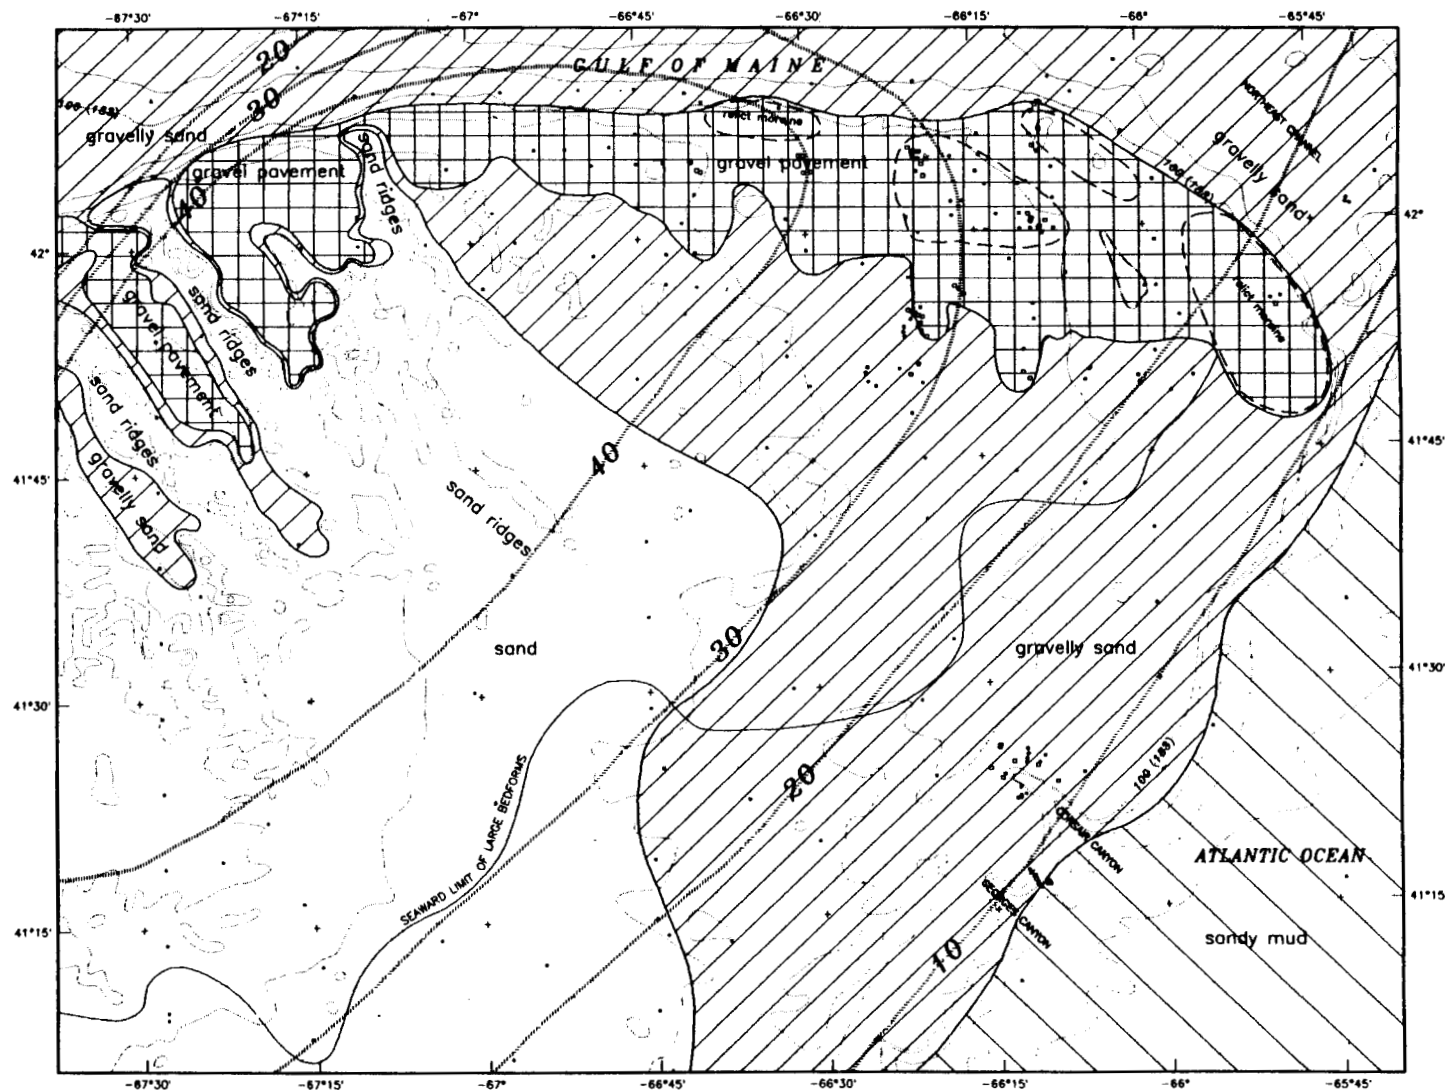 -67°30' -67°15' -67° -66°45' -66°30' -66°15' -66° -65°45'
20
GULF OF MAINE
30
100 (183)
NORTHEAST CHANNEL
relict moraine
gravelly sand
gravelly sand
sand ridges
gravel pavement
gravel pavement
100 (183)
40
42°
42°
sand ridges
gravel pavement
relict moraine
sand ridges
41°45'
40
gravelly sand
41°45'
sand ridges
30
sand
gravelly sand
41°30'
41°30'
20
100 (183)
SEAWARD LIMIT OF LARGE BEDFORMS
CORSAIR CANYON
ATLANTIC OCEAN
GEORGES CANYON
41°15'
41°15'
10
sandy mud
-67°30' -67°15' -67° -66°45' -66°30' -66°15' -66° -65°45'